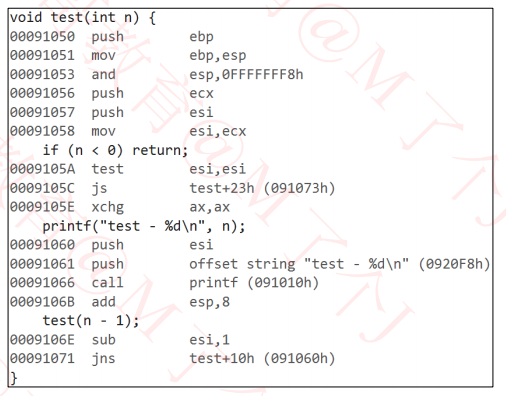 void test(int n) {
00091050 push ebp
00091051 mov ebp,esp
00091053 and esp,0FFFFFFF8h
00091056 push ecx
00091057 push esi
00091058 mov esi,ecx
if (n < 0) return;
0009105A test esi,esi
0009105C js test+23h (091073h)
0009105E xchg ax,ax
printf("test - %d\n", n);
00091060 push esi
00091061 push offset string "test - %d\n" (0920F8h)
00091066 call printf (091010h)
0009106B add esp,8
test(n - 1);
0009106E sub esi,1
00091071 jns test+10h (091060h)
}